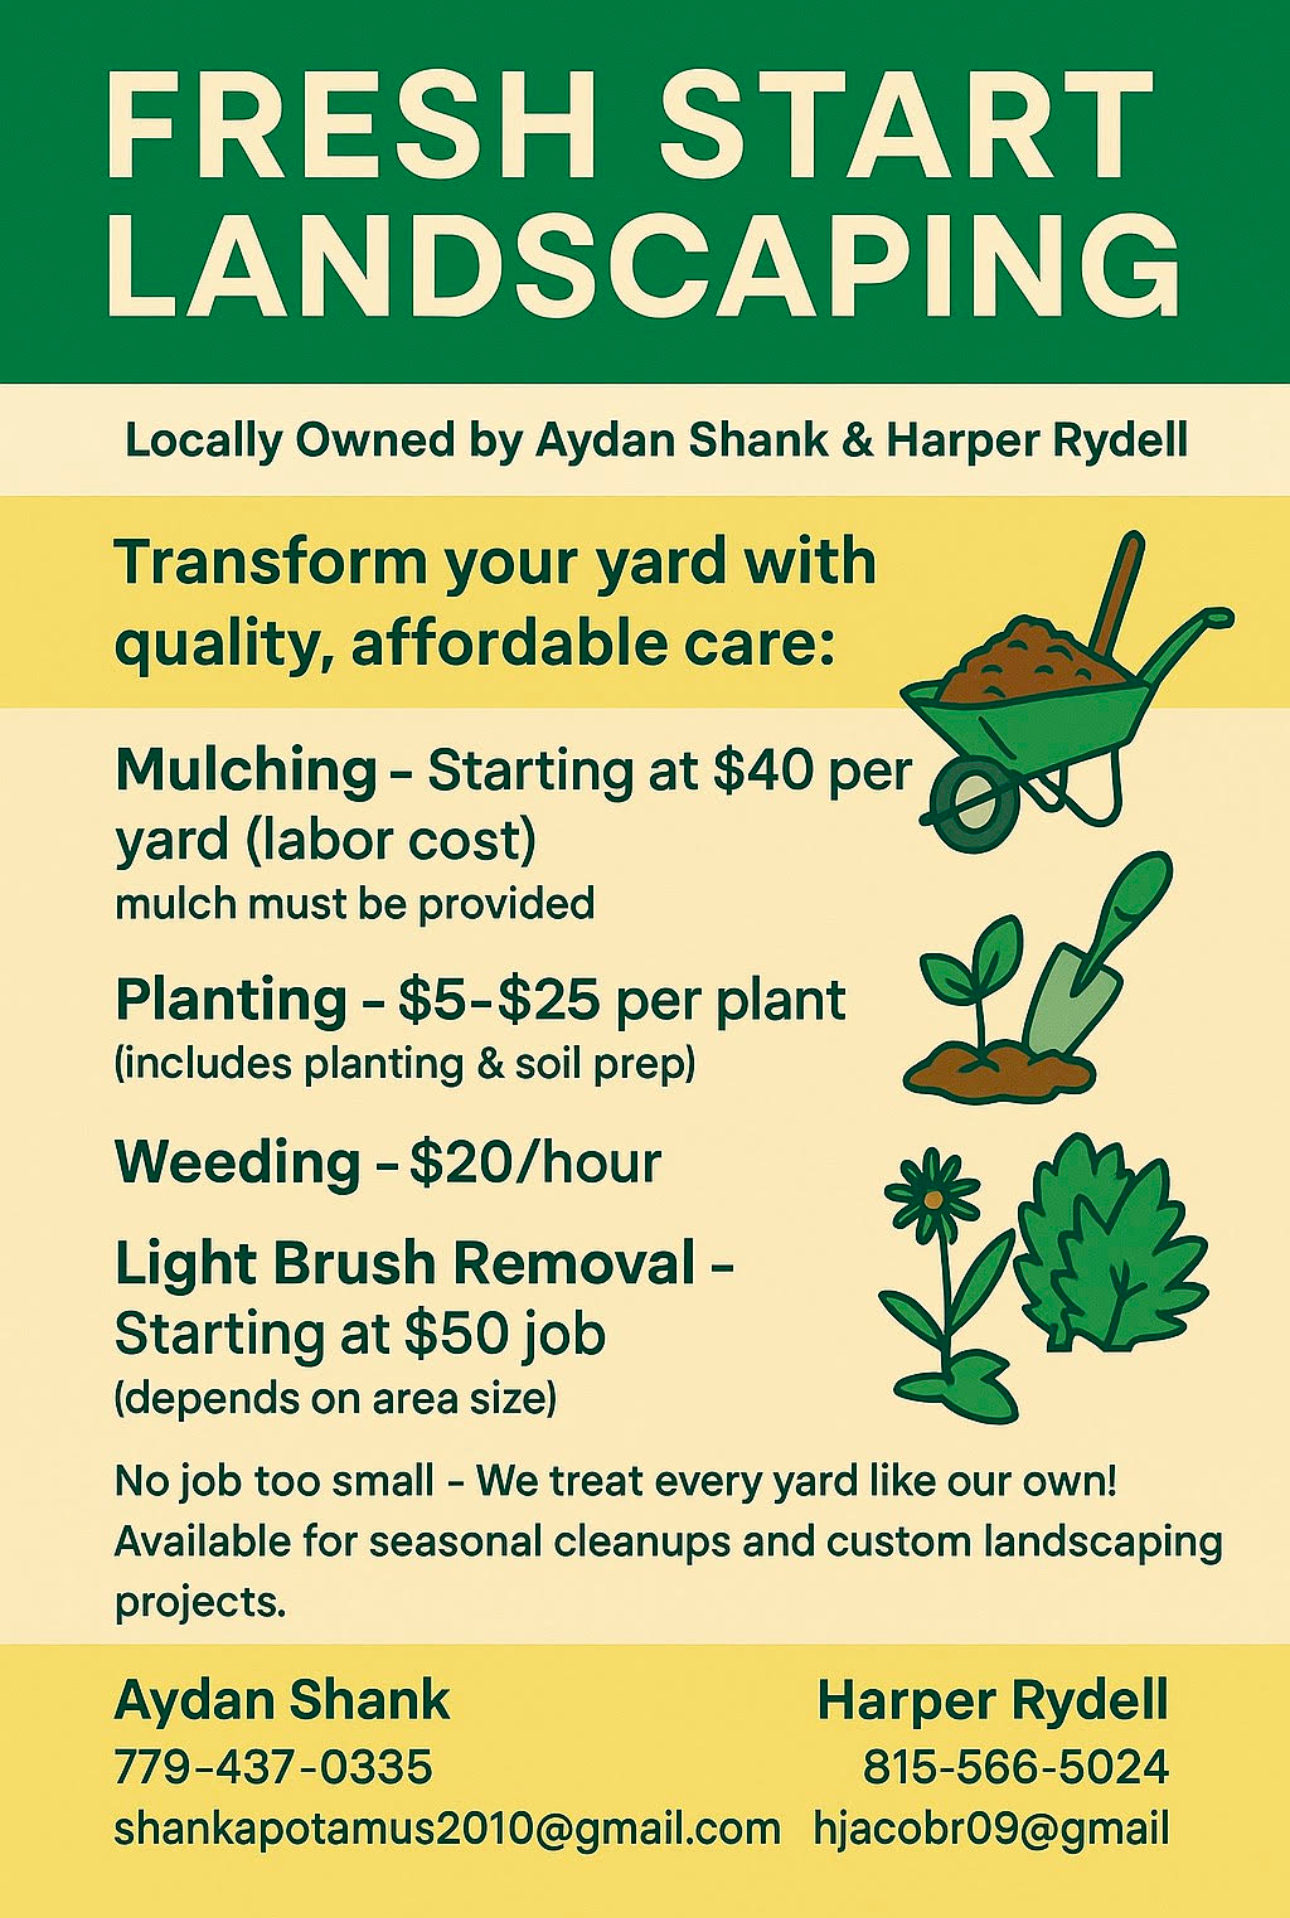 FRESH START
LANDSCAPING
Locally Owned by Aydan Shank & Harper Rydell
Transform your yard with
quality, affordable care:
Mulching – Starting at $40 per
yard (labor cost)
mulch must be provided
Planting – $5–$25 per plant
(includes planting & soil prep)
Weeding – $20/hour
Light Brush Removal –
Starting at $50 job
(depends on area size)
No job too small – We treat every yard like our own!
Available for seasonal cleanups and custom landscaping
projects.
Aydan Shank
779-437-0335
shankapotamus2010@gmail.com
Harper Rydell
815-566-5024
hjacobr09@gmail